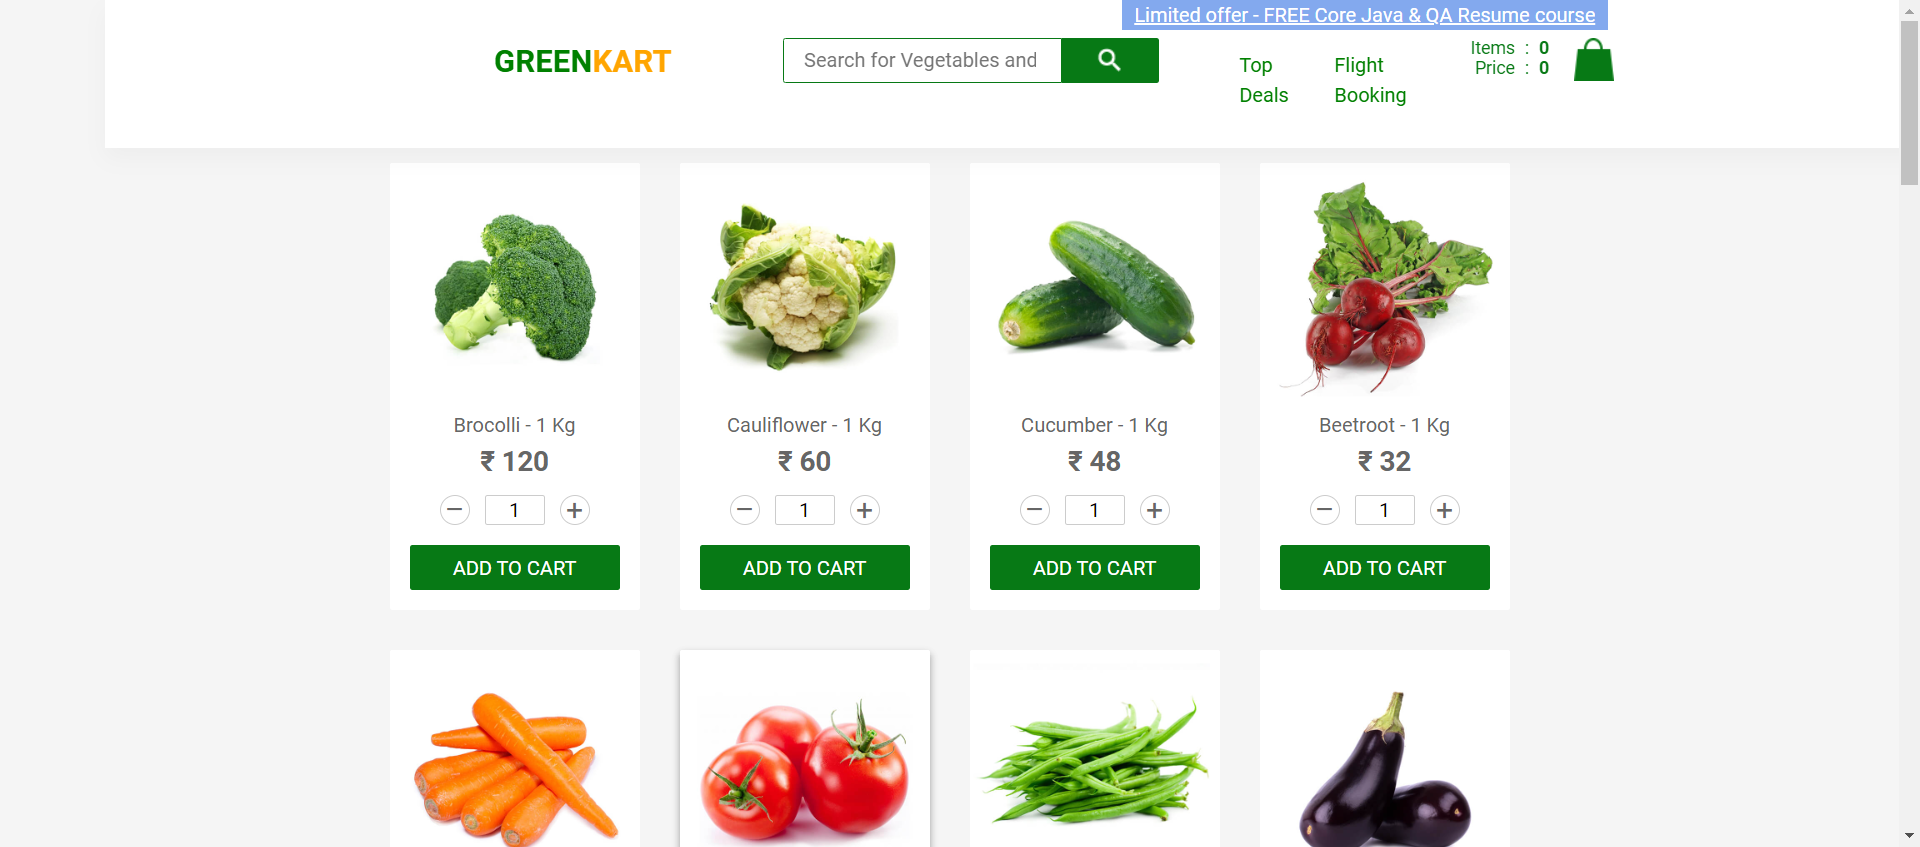 Limited offer - FREE Core Java & QA Resume course
GREENKART
Search for Vegetables and
Top Deals
Flight Booking
Items : 0
Price : 0
Brocolli - 1 Kg
₹ 120
− 1 +
ADD TO CART
Cauliflower - 1 Kg
₹ 60
− 1 +
ADD TO CART
Cucumber - 1 Kg
₹ 48
− 1 +
ADD TO CART
Beetroot - 1 Kg
₹ 32
− 1 +
ADD TO CART